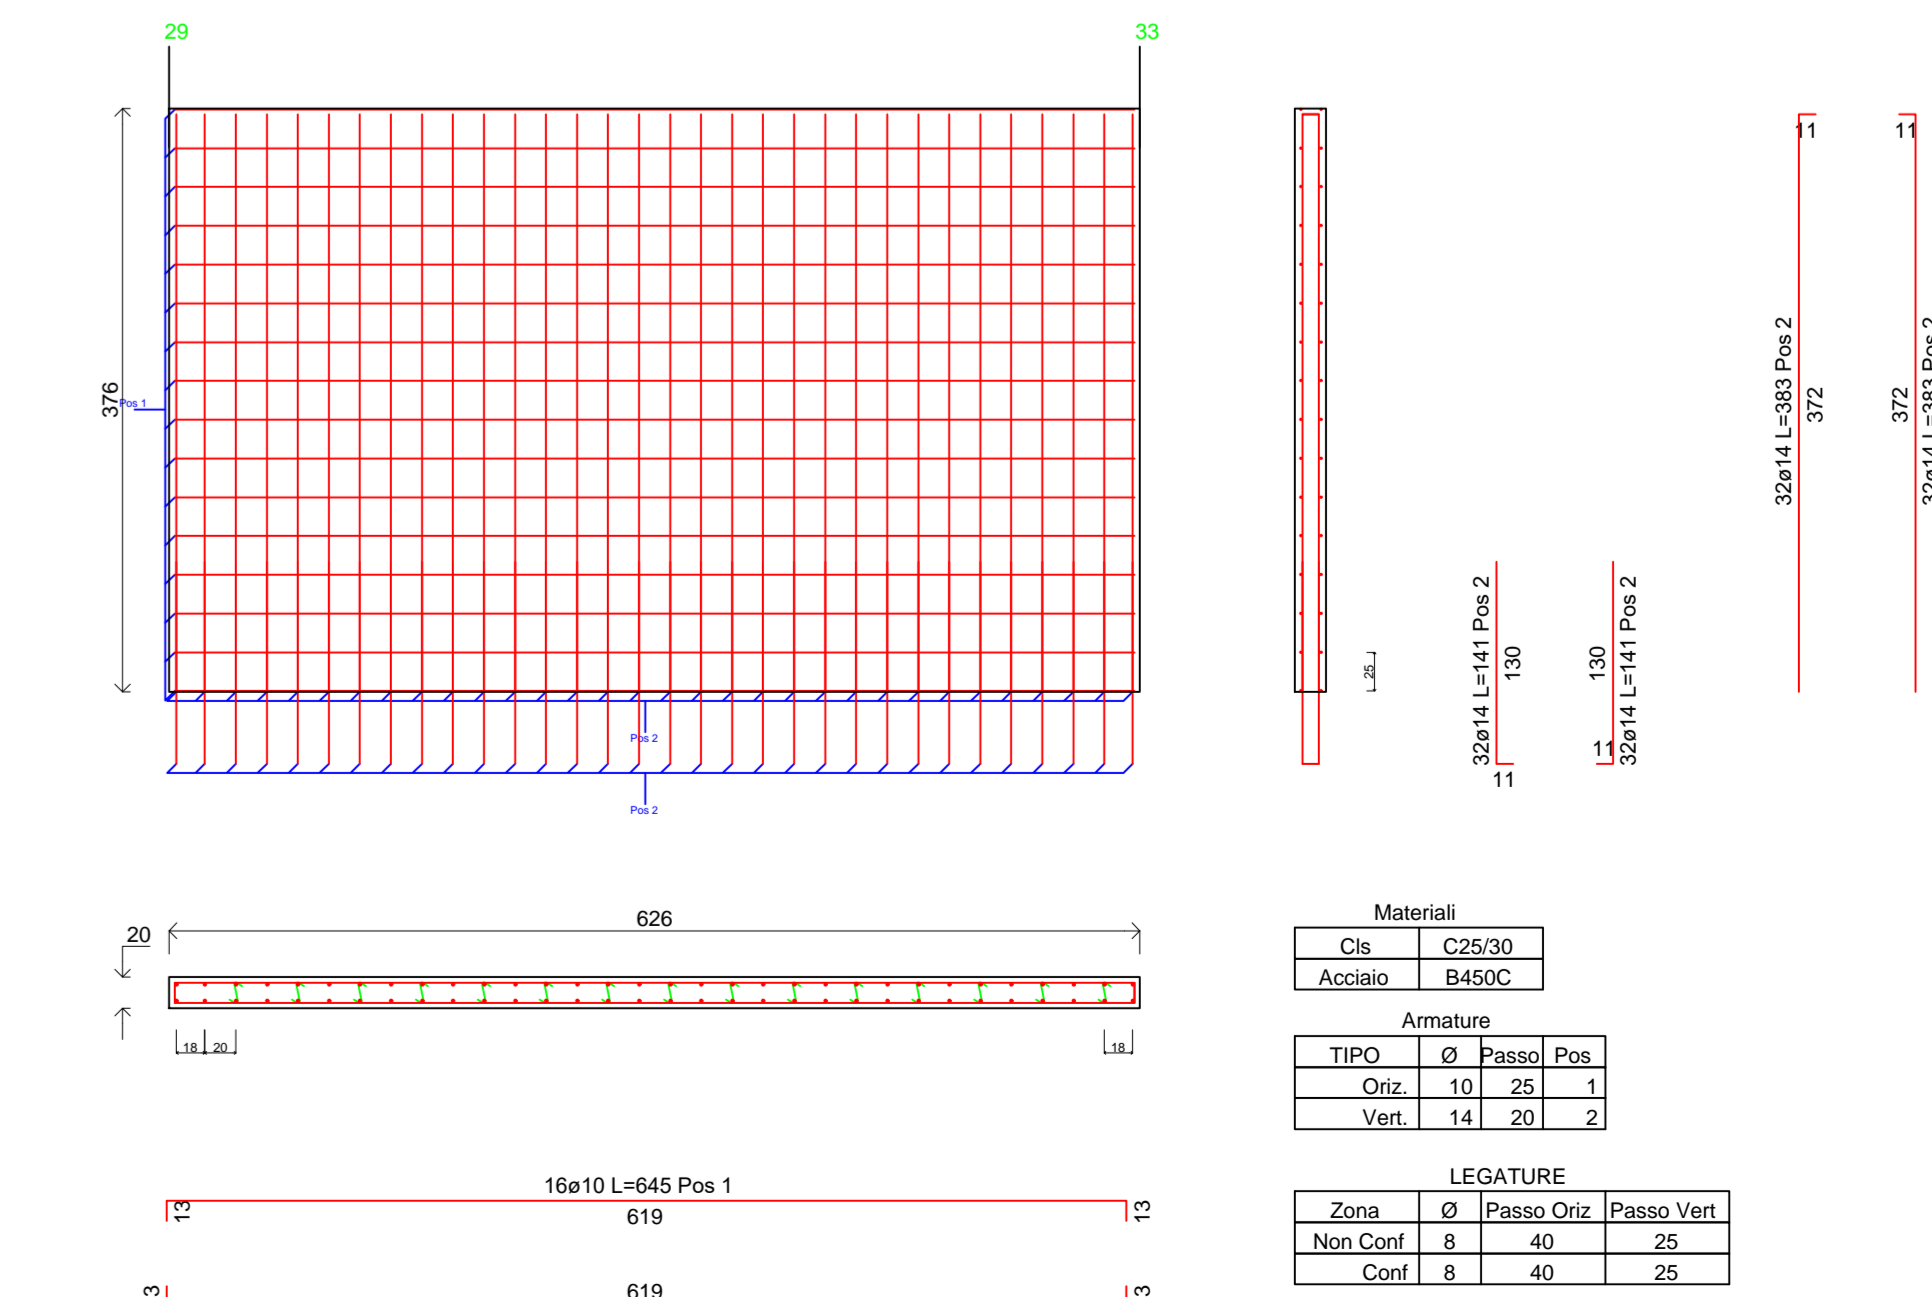 29
33
376
Pos 1
Pos 2
Pos 2
25
32ø14 L=141 Pos 2
130
11
130
11
32ø14 L=141 Pos 2
32ø14 L=383 Pos 2
372
11
372
11
32ø14 L=383 Pos 2
626
20
18
20
18
Materiali
Cls C25/30
Acciaio B450C
Armature
TIPO Ø Passo Pos
Oriz. 10 25 1
Vert. 14 20 2
LEGATURE
Zona Ø Passo Oriz Passo Vert
Non Conf 8 40 25
Conf 8 40 25
16ø10 L=645 Pos 1
13
619
13
619